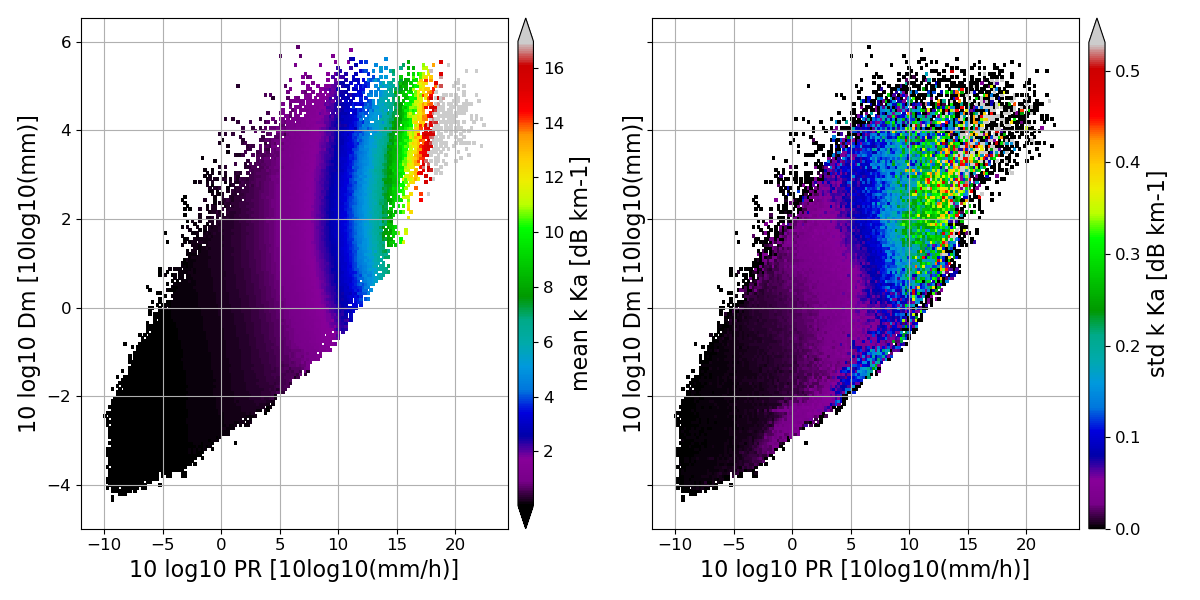 10 log10 Dm [10log10(mm)]
6
4
2
0
−2
−4
−10 −5 0 5 10 15 20
10 log10 PR [10log10(mm/h)]
16
14
12
10
8
6
4
2
mean k Ka [dB km-1]
10 log10 Dm [10log10(mm)]
−10 −5 0 5 10 15 20
10 log10 PR [10log10(mm/h)]
0.5
0.4
0.3
0.2
0.1
0.0
std k Ka [dB km-1]